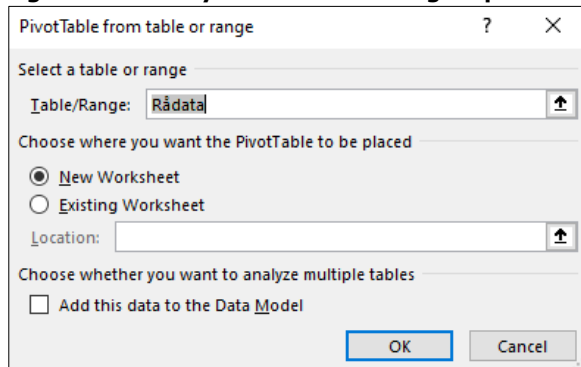 PivotTable from table or range ? ×
Select a table or range
Table/Range: Rådata
Choose where you want the PivotTable to be placed
New Worksheet
Existing Worksheet
Location:
Choose whether you want to analyze multiple tables
Add this data to the Data Model
OK Cancel